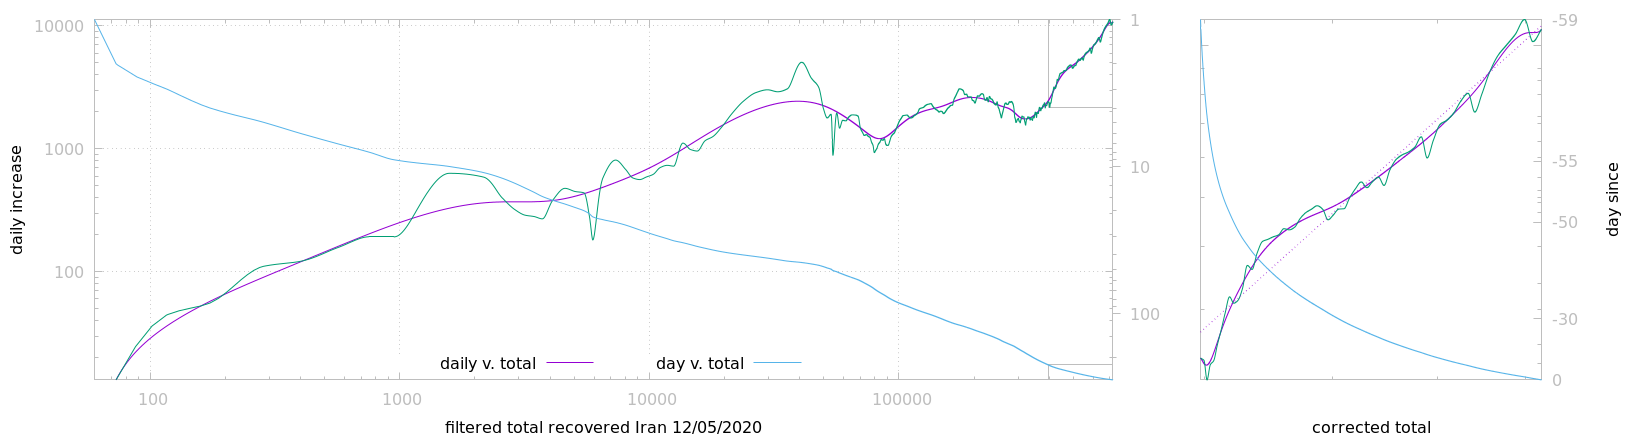 10000
1000
100
daily increase
100
1000
10000
100000
filtered total recovered Iran 12/05/2020
daily v. total
day v. total
1
10
100
-59
-55
-50
-30
0
day since
corrected total